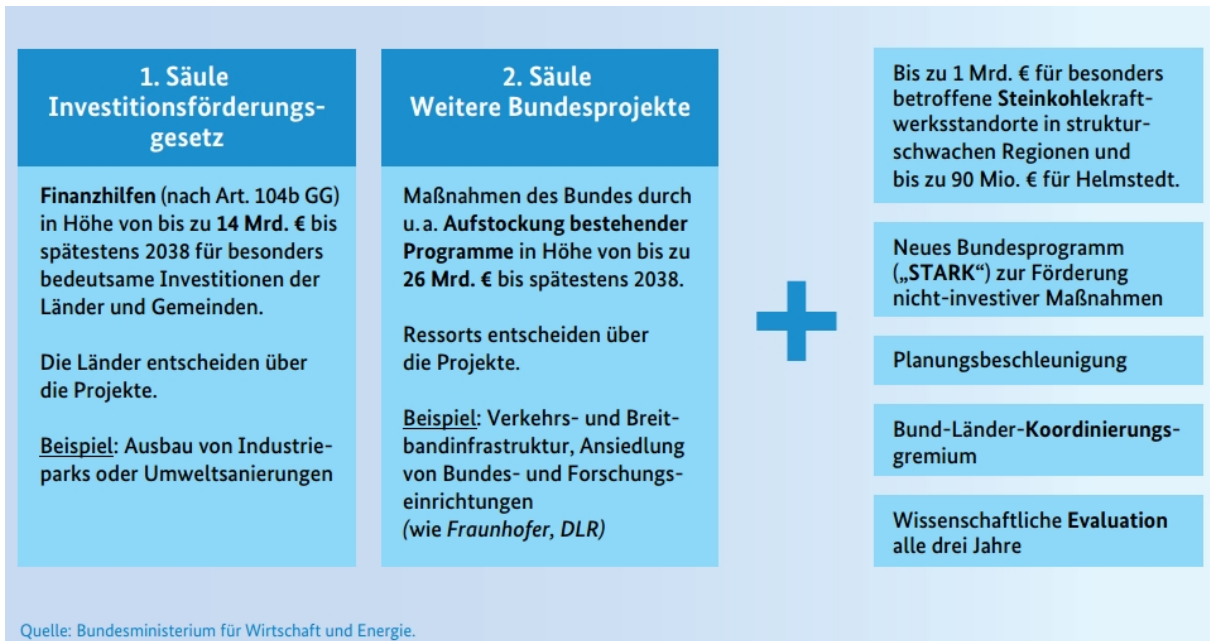 1. Säule
Investitionsförderungs-
gesetz
Finanzhilfen (nach Art. 104b GG)
in Höhe von bis zu 14 Mrd. € bis
spätestens 2038 für besonders
bedeutsame Investitionen der
Länder und Gemeinden.
Die Länder entscheiden über
die Projekte.
Beispiel: Ausbau von Industrie-
parks oder Umweltsanierungen
2. Säule
Weitere Bundesprojekte
Maßnahmen des Bundes durch
u. a. Aufstockung bestehender
Programme in Höhe von bis zu
26 Mrd. € bis spätestens 2038.
Ressorts entscheiden über
die Projekte.
Beispiel: Verkehrs- und Breit-
bandinfrastruktur, Ansiedlung
von Bundes- und Forschungs-
einrichtungen
(wie Fraunhofer, DLR)
+
Bis zu 1 Mrd. € für besonders
betroffene Steinkohlekraft-
werksstandorte in struktur-
schwachen Regionen und
bis zu 90 Mio. € für Helmstedt.
Neues Bundesprogramm
(„STARK“) zur Förderung
nicht-investiver Maßnahmen
Planungsbeschleunigung
Bund-Länder-Koordinierungs-
gremium
Wissenschaftliche Evaluation
alle drei Jahre
Quelle: Bundesministerium für Wirtschaft und Energie.